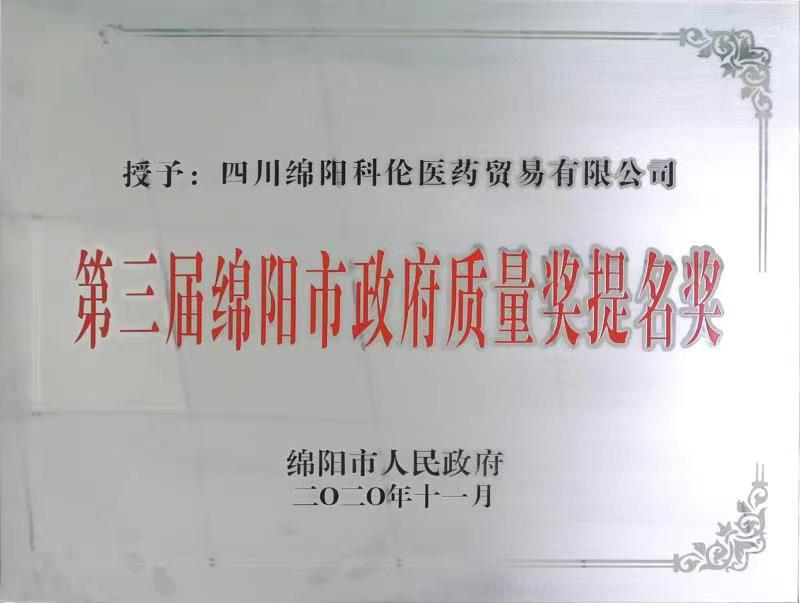 授予：四川绵阳科伦医药贸易有限公司
第三届绵阳市政府质量奖提名奖
绵阳市人民政府
二O二O年十一月